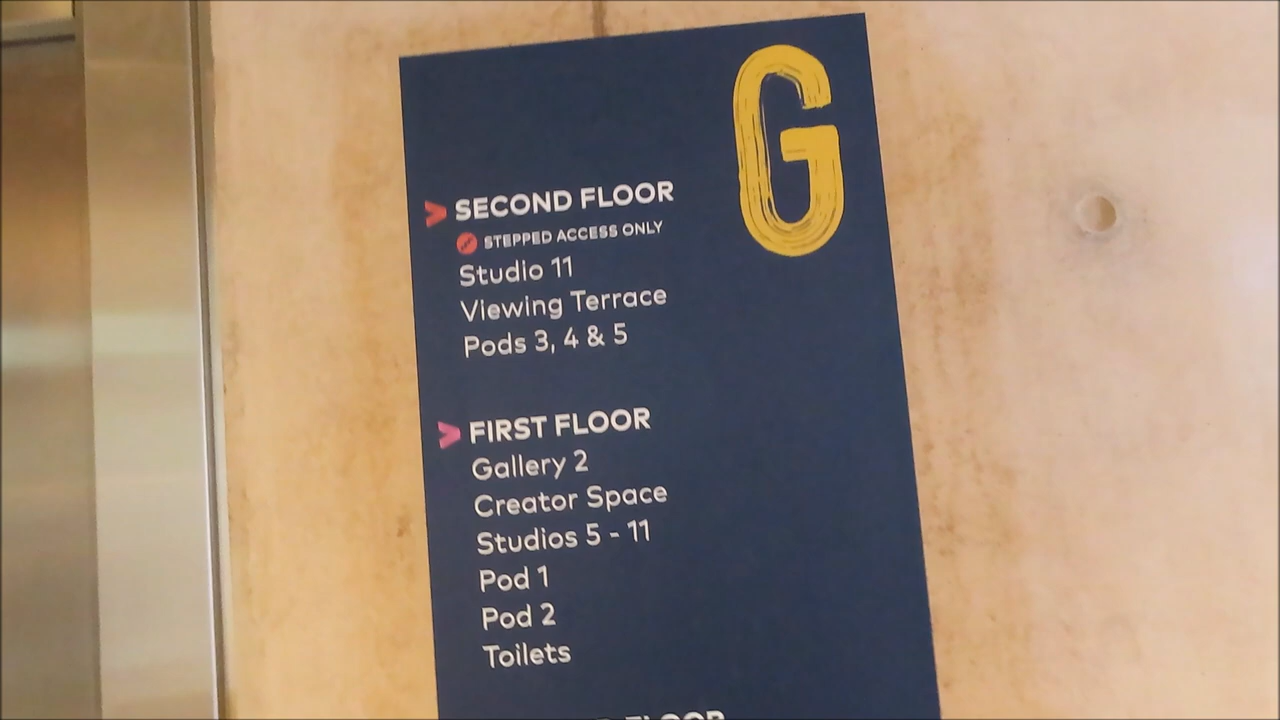 G
SECOND FLOOR
STEPPED ACCESS ONLY
Studio 11
Viewing Terrace
Pods 3, 4 & 5
FIRST FLOOR
Gallery 2
Creator Space
Studios 5 - 11
Pod 1
Pod 2
Toilets
FLOOR